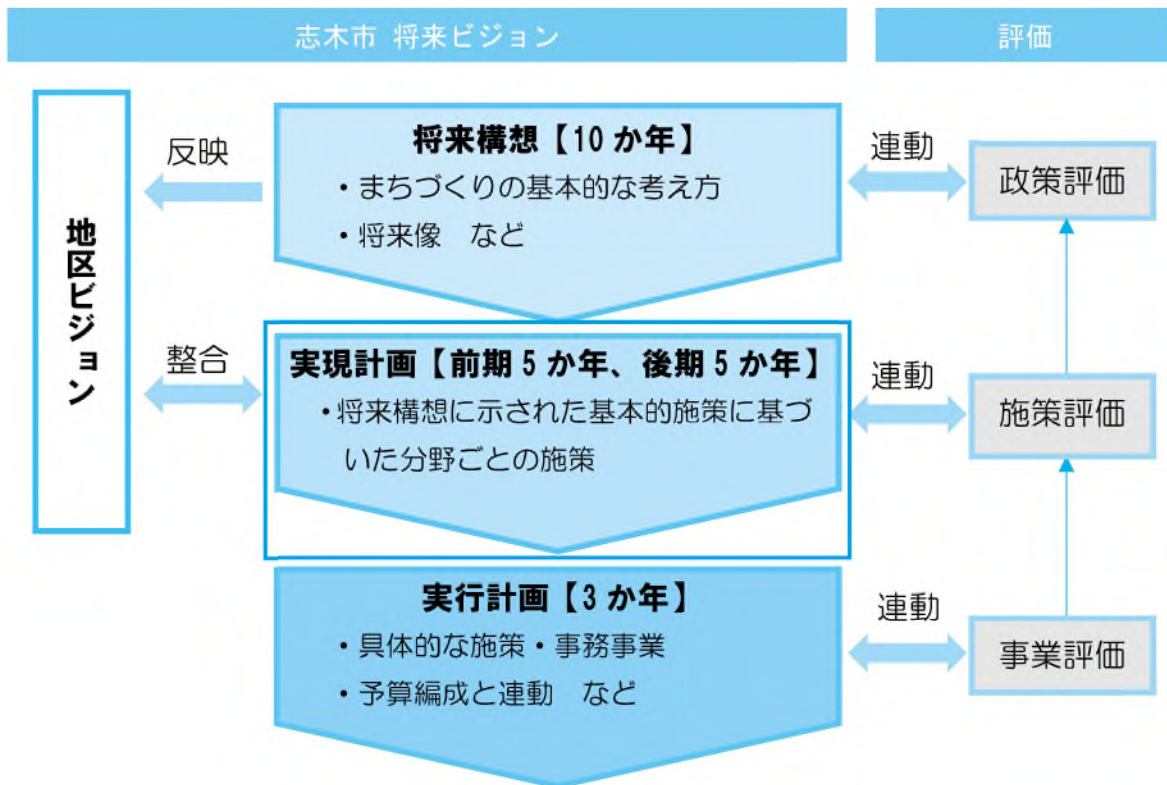 志木市 将来ビジョン
評価
地区ビジョン
反映
将来構想【10か年】
・まちづくりの基本的な考え方
・将来像　など
連動
政策評価
整合
実現計画【前期5か年、後期5か年】
・将来構想に示された基本的施策に基づ
いた分野ごとの施策
連動
施策評価
実行計画【3か年】
・具体的な施策・事務事業
・予算編成と連動　など
連動
事業評価